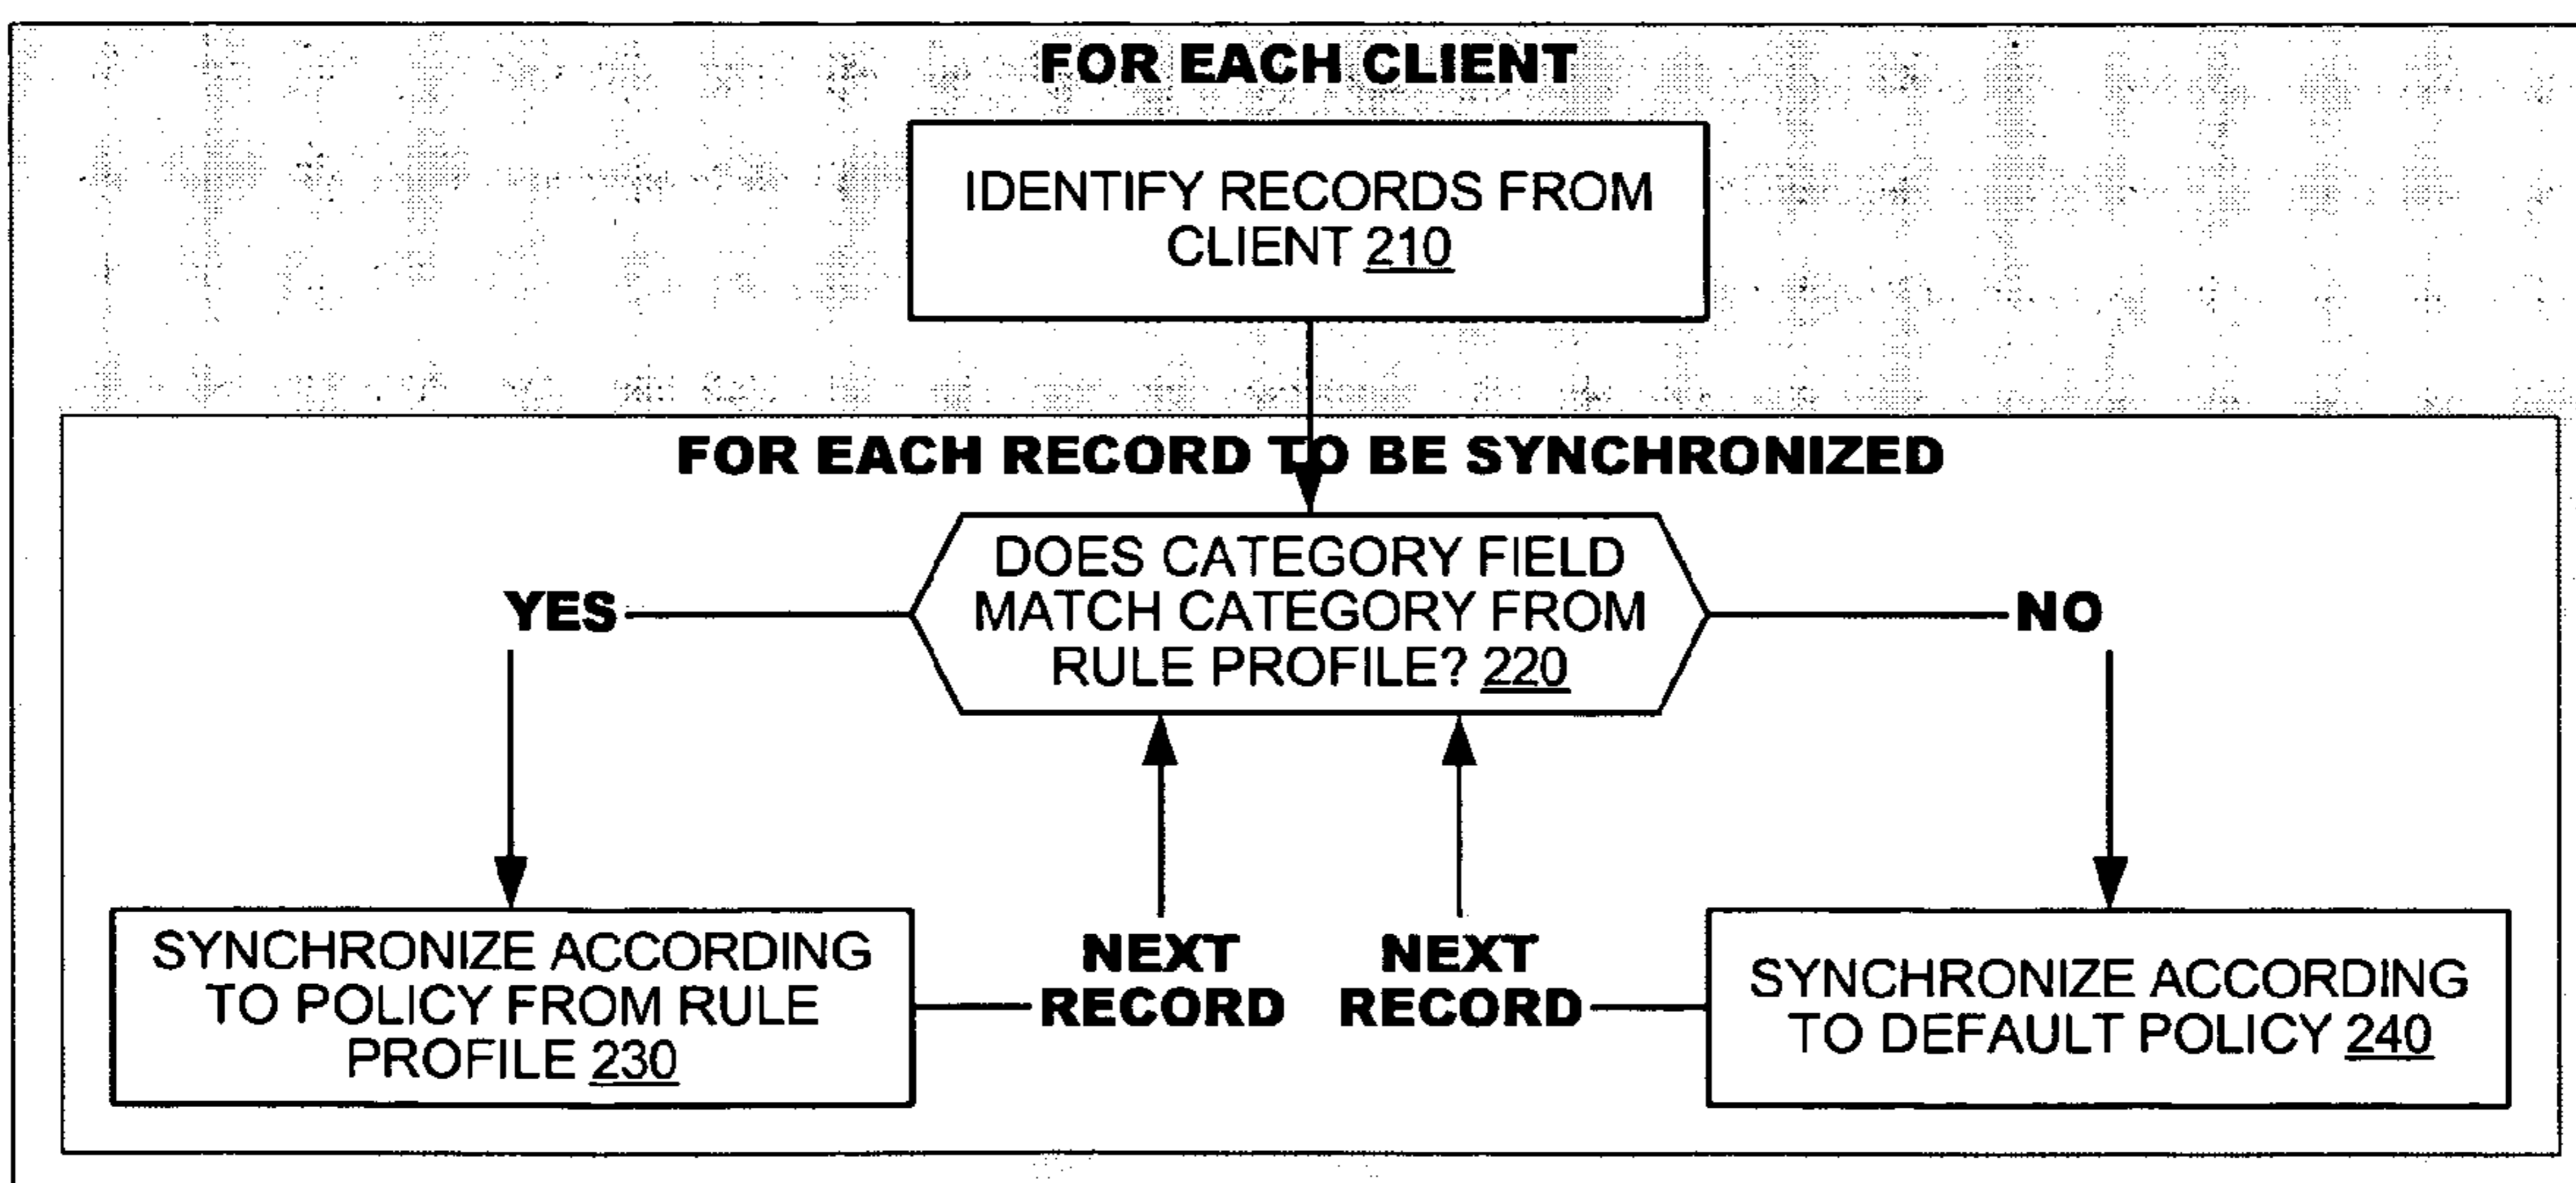 FOR EACH CLIENT
IDENTIFY RECORDS FROM
CLIENT 210
FOR EACH RECORD TO BE SYNCHRONIZED
DOES CATEGORY FIELD
MATCH CATEGORY FROM
RULE PROFILE? 220
YES
NO
SYNCHRONIZE ACCORDING
TO POLICY FROM RULE
PROFILE 230
NEXT
RECORD
NEXT
RECORD
SYNCHRONIZE ACCORDING
TO DEFAULT POLICY 240